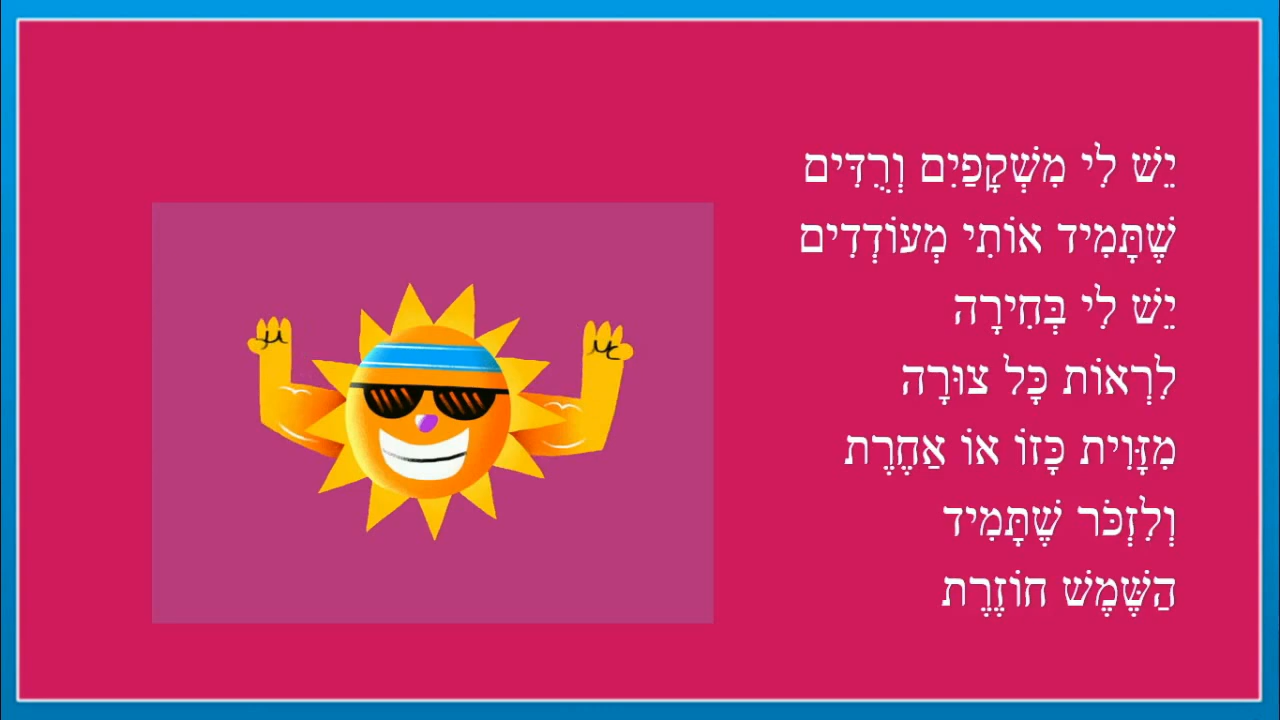 יֵשׁ לִי מִשְׁקָפַיִם וְרֻדִּים
שֶׁתָּמִיד אוֹתִי מְעוֹדְדִים
יֵשׁ לִי בְּחִירָה
לִרְאוֹת כָּל צוּרָה
מִזָּוִית כָּזוֹ אוֹ אַחֶרֶת
וְלִזְכֹּר שֶׁתָּמִיד
הַשֶּׁמֶשׁ חוֹזֶרֶת